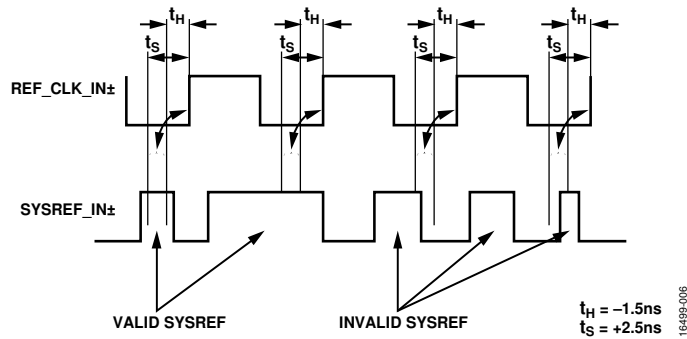 tH tH tH tH
tS tS tS tS
REF_CLK_IN±
SYSREF_IN±
VALID SYSREF INVALID SYSREF
tH = –1.5ns
tS = +2.5ns
16499-006